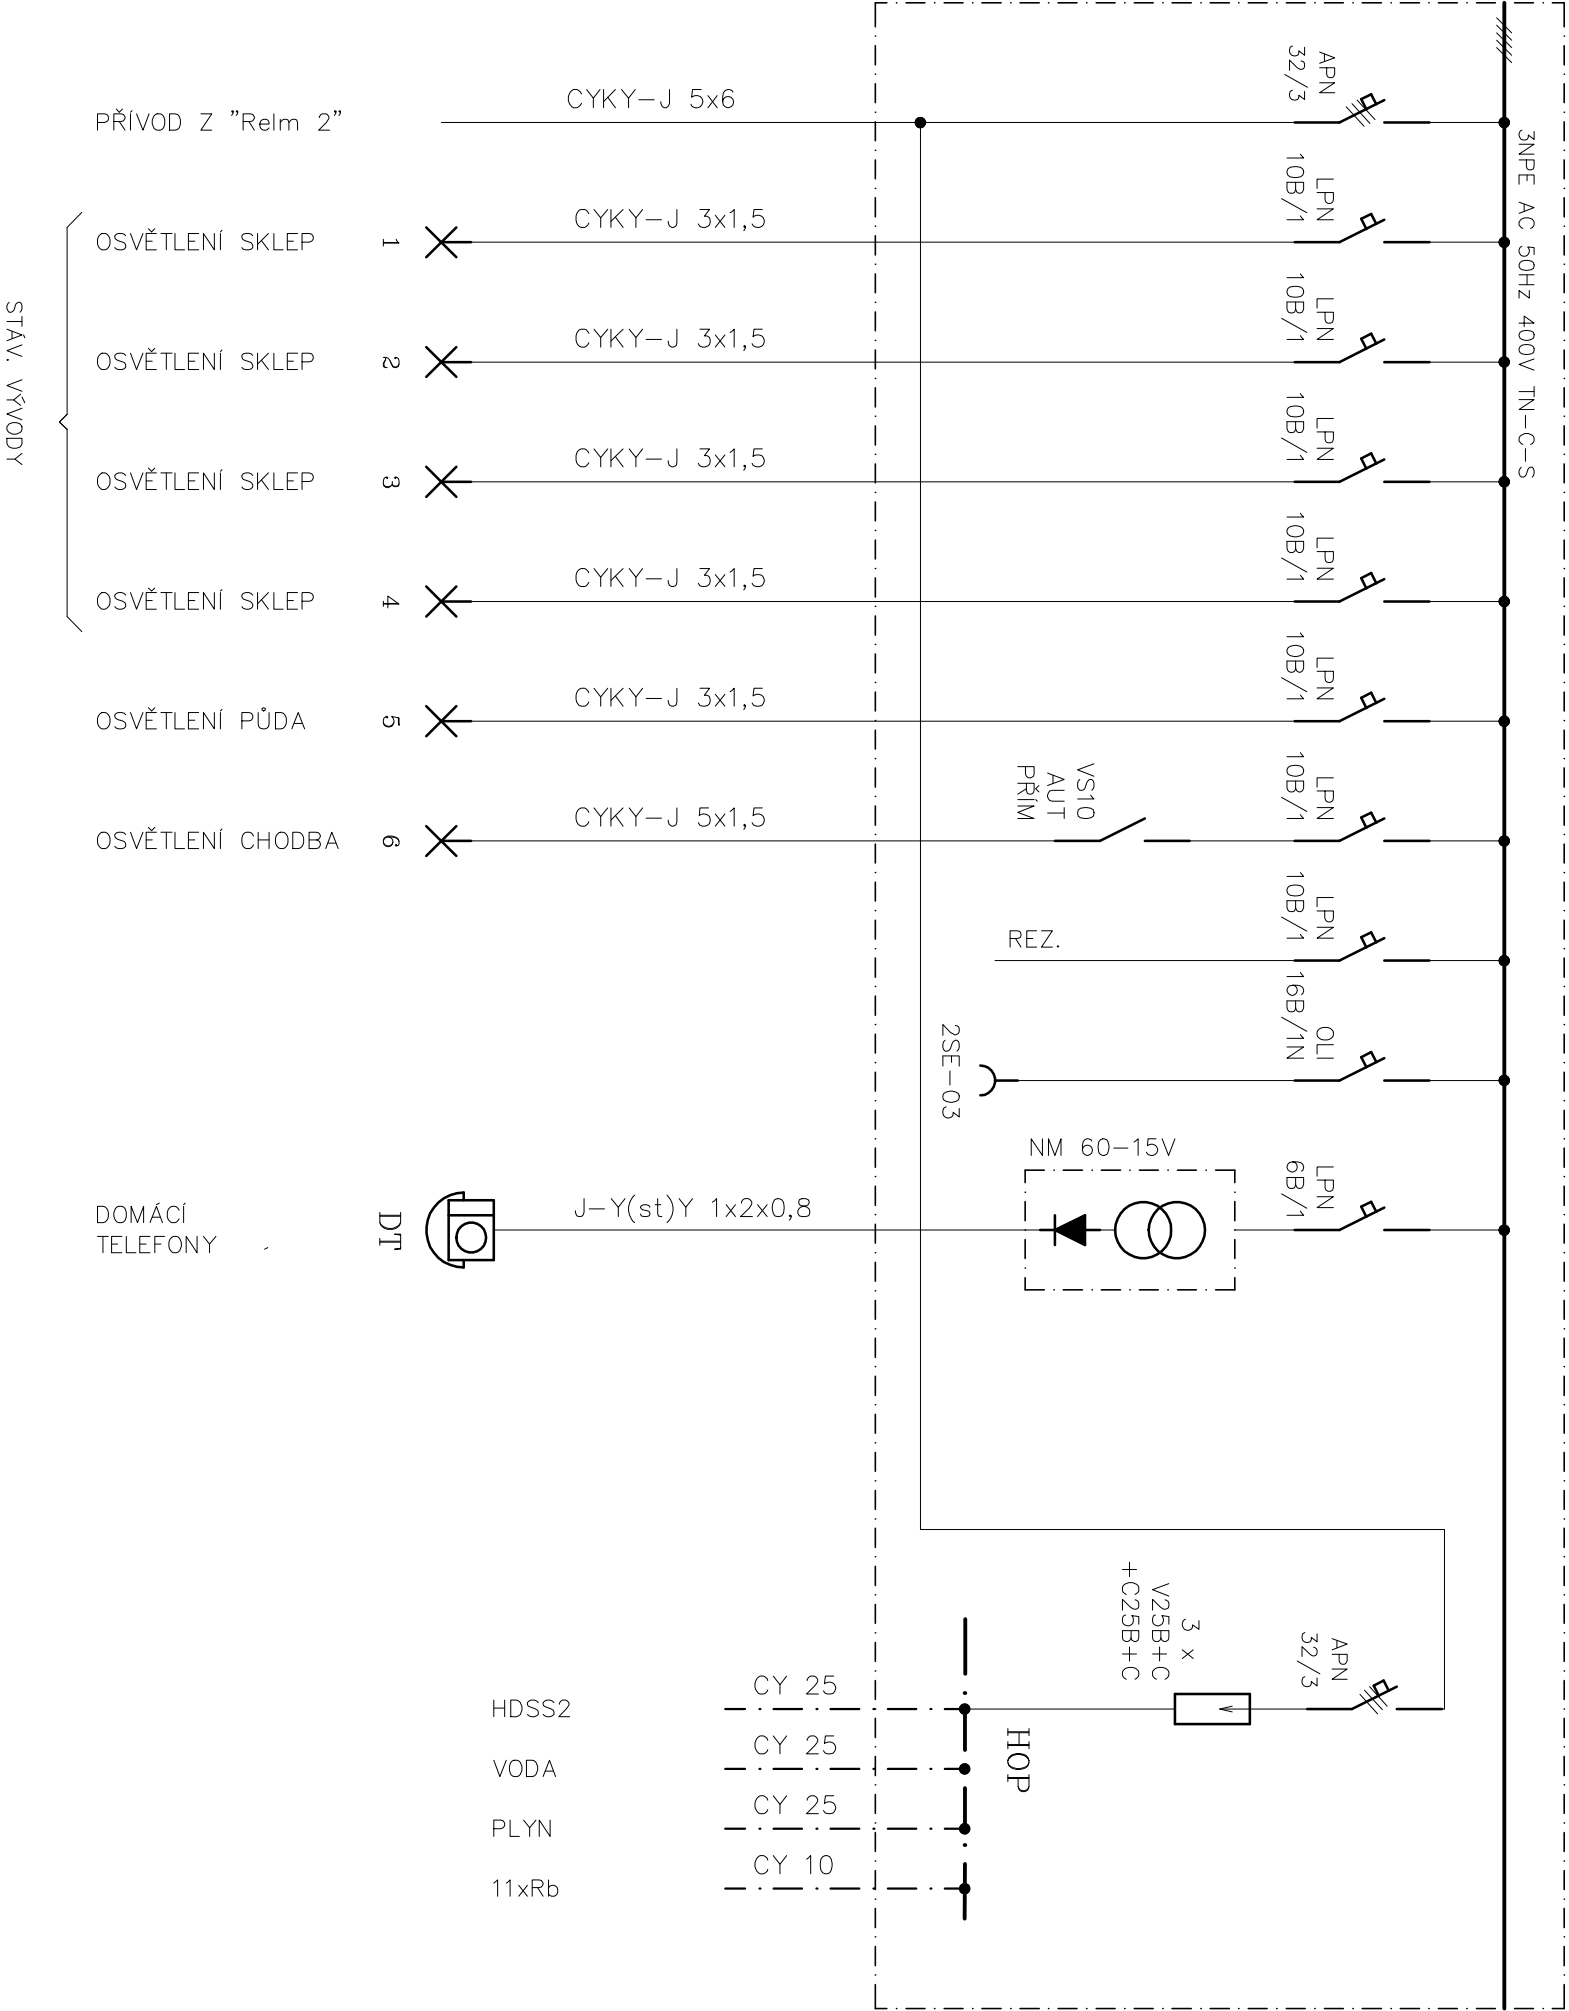 APN
32/3
CYKY-J 5x6
PŘÍVOD Z "Relm 2"
3NPE AC 50Hz 400V TN-C-S
LPN
10B/1
CYKY-J 3x1,5
OSVĚTLENÍ SKLEP 1
LPN
10B/1
CYKY-J 3x1,5
OSVĚTLENÍ SKLEP 2
STÁV. VÝVODY
LPN
10B/1
CYKY-J 3x1,5
OSVĚTLENÍ SKLEP 3
LPN
10B/1
CYKY-J 3x1,5
OSVĚTLENÍ SKLEP 4
LPN
10B/1
CYKY-J 3x1,5
OSVĚTLENÍ PŮDA 5
LPN
10B/1
VS10
AUT
PŘÍM
CYKY-J 5x1,5
OSVĚTLENÍ CHODBA 6
LPN
10B/1
REZ.
OLI
16B/1N
2SE-03
NM 60-15V
LPN
6B/1
J-Y(st)Y 1x2x0,8
DT
DOMÁCÍ
TELEFONY
APN
32/3
3 x
V25B+C
+C25B+C
HOP
CY 25
HDSS2
CY 25
VODA
CY 25
PLYN
CY 10
11xRb